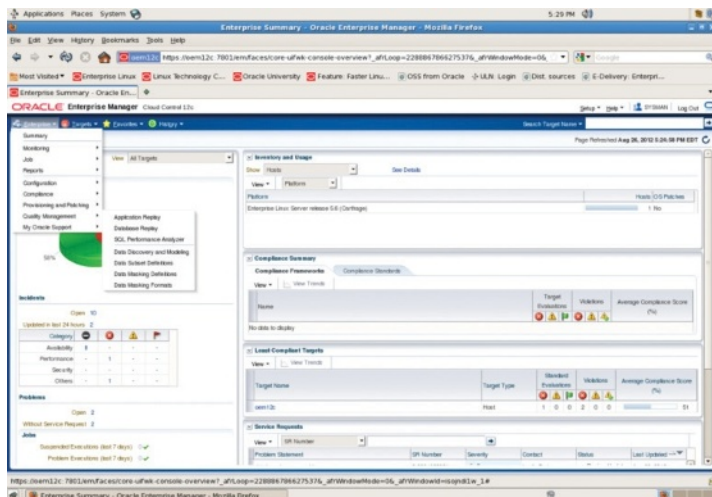 Applications Places System 5:29 PM
Enterprise Summary - Oracle Enterprise Manager - Mozilla Firefox
File Edit View History Bookmarks Tools Help
oem12c https://oem12c:7801/em/faces/core-uifwk-console-overview?_afrLoop=2288867866275376&_afrWindowMode=0& Google
Most Visited Enterprise Linux Linux Technology C... Oracle University Feature: Faster Linu... OSS from Oracle ULN Login Dist. sources E-Delivery: Enterpri...
Enterprise Summary - Oracle En...
ORACLE Enterprise Manager Cloud Control 12c Setup Help SYSMAN Log Out
Enterprise Targets Favorites History Search Target Name
Page Refreshed Aug 26, 2012 5:24:58 PM EDT
Summary
Monitoring
Job
Reports
Configuration
Compliance
Provisioning and Patching
Quality Management
My Oracle Support
Application Replay
Database Replay
SQL Performance Analyzer
Data Discovery and Modeling
Data Subset Definitions
Data Masking Definitions
Data Masking Formats
View All Targets
Incidents
Open 10
Updated in last 24 hours 2
Category
Availability 8 - - -
Performance - 1 - -
Security - - - -
Others - 1 - -
Problems
Open 2
Without Service Request 2
Jobs
Suspended Executions (last 7 days) 0
Problem Executions (last 7 days) 0
Inventory and Usage
Show Hosts See Details
View Platform
Platform Hosts OS Patches
Enterprise Linux Server release 5.6 (Carthage) 1 No
Compliance Summary
Compliance Frameworks Compliance Standards
View View Trends
Name Target Evaluations Violations Average Compliance Score (%)
No data to display
Least Compliant Targets
View View Trends
Target Name Target Type Standard Evaluations Violations Average Compliance Score (%)
oem12c Host 1 0 0 2 0 0 51
Service Requests
View SR Number
Problem Statement SR Number Severity Contact Status Last Updated
Enterprise Summary - Oracle Enterprise Manager - Mozilla Firefox